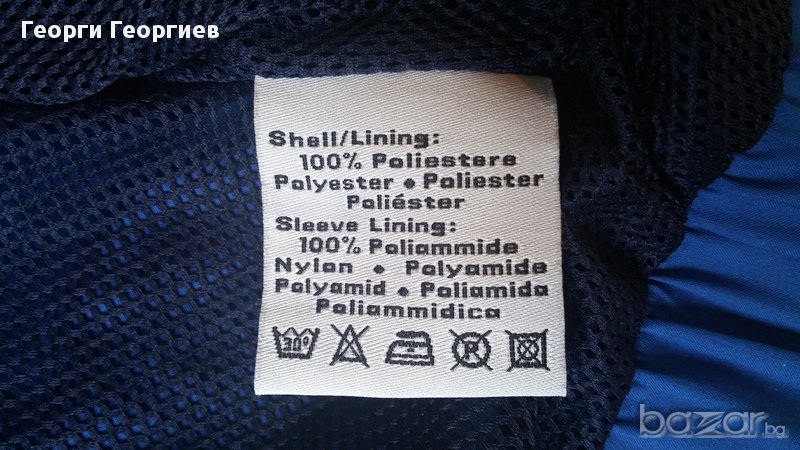 Георги Георгиев
Shell/Lining:
100% Poliestere
Polyester • Poliester
Poliéster
Sleeve Lining:
100% Poliammide
Nylon • Polyamide
Polyamid • Poliamida
Poliammidica
30°
R
bazar.bg